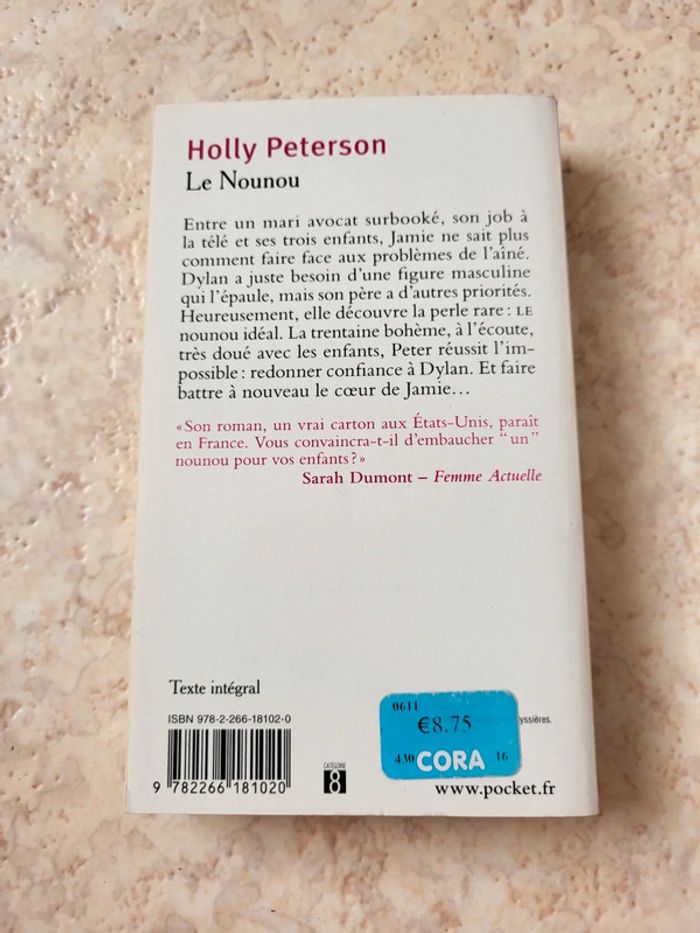 Holly Peterson
Le Nounou
Entre un mari avocat surbooké, son job à
la télé et ses trois enfants, Jamie ne sait plus
comment faire face aux problèmes de l'aîné.
Dylan a juste besoin d'une figure masculine
qui l'épaule, mais son père a d'autres priorités.
Heureusement, elle découvre la perle rare : LE
nounou idéal. La trentaine bohème, à l'écoute,
très doué avec les enfants, Peter réussit l'im-
possible : redonner confiance à Dylan. Et faire
battre à nouveau le cœur de Jamie…
« Son roman, un vrai carton aux États-Unis, paraît
en France. Vous convaincra-t-il d'embaucher "un"
nounou pour vos enfants ? »
Sarah Dumont – Femme Actuelle
Texte intégral
ISBN 978-2-266-18102-0
9 782266 181020
CATÉGORIE
8
0611
€8.75
430 CORA 16
yssières.
www.pocket.fr